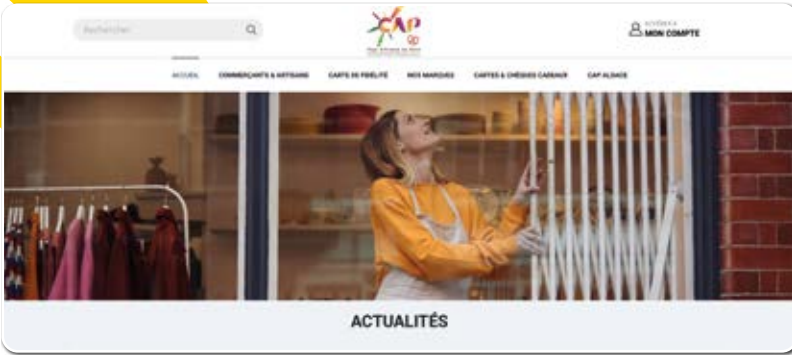 Rechercher
CAP
MON COMPTE
ACCUEIL COMMERÇANTS & ARTISANS CARTE DE FIDÉLITÉ NOS MARQUES CARTES & CHÈQUES CADEAUX CAP ALSACE
ACTUALITÉS